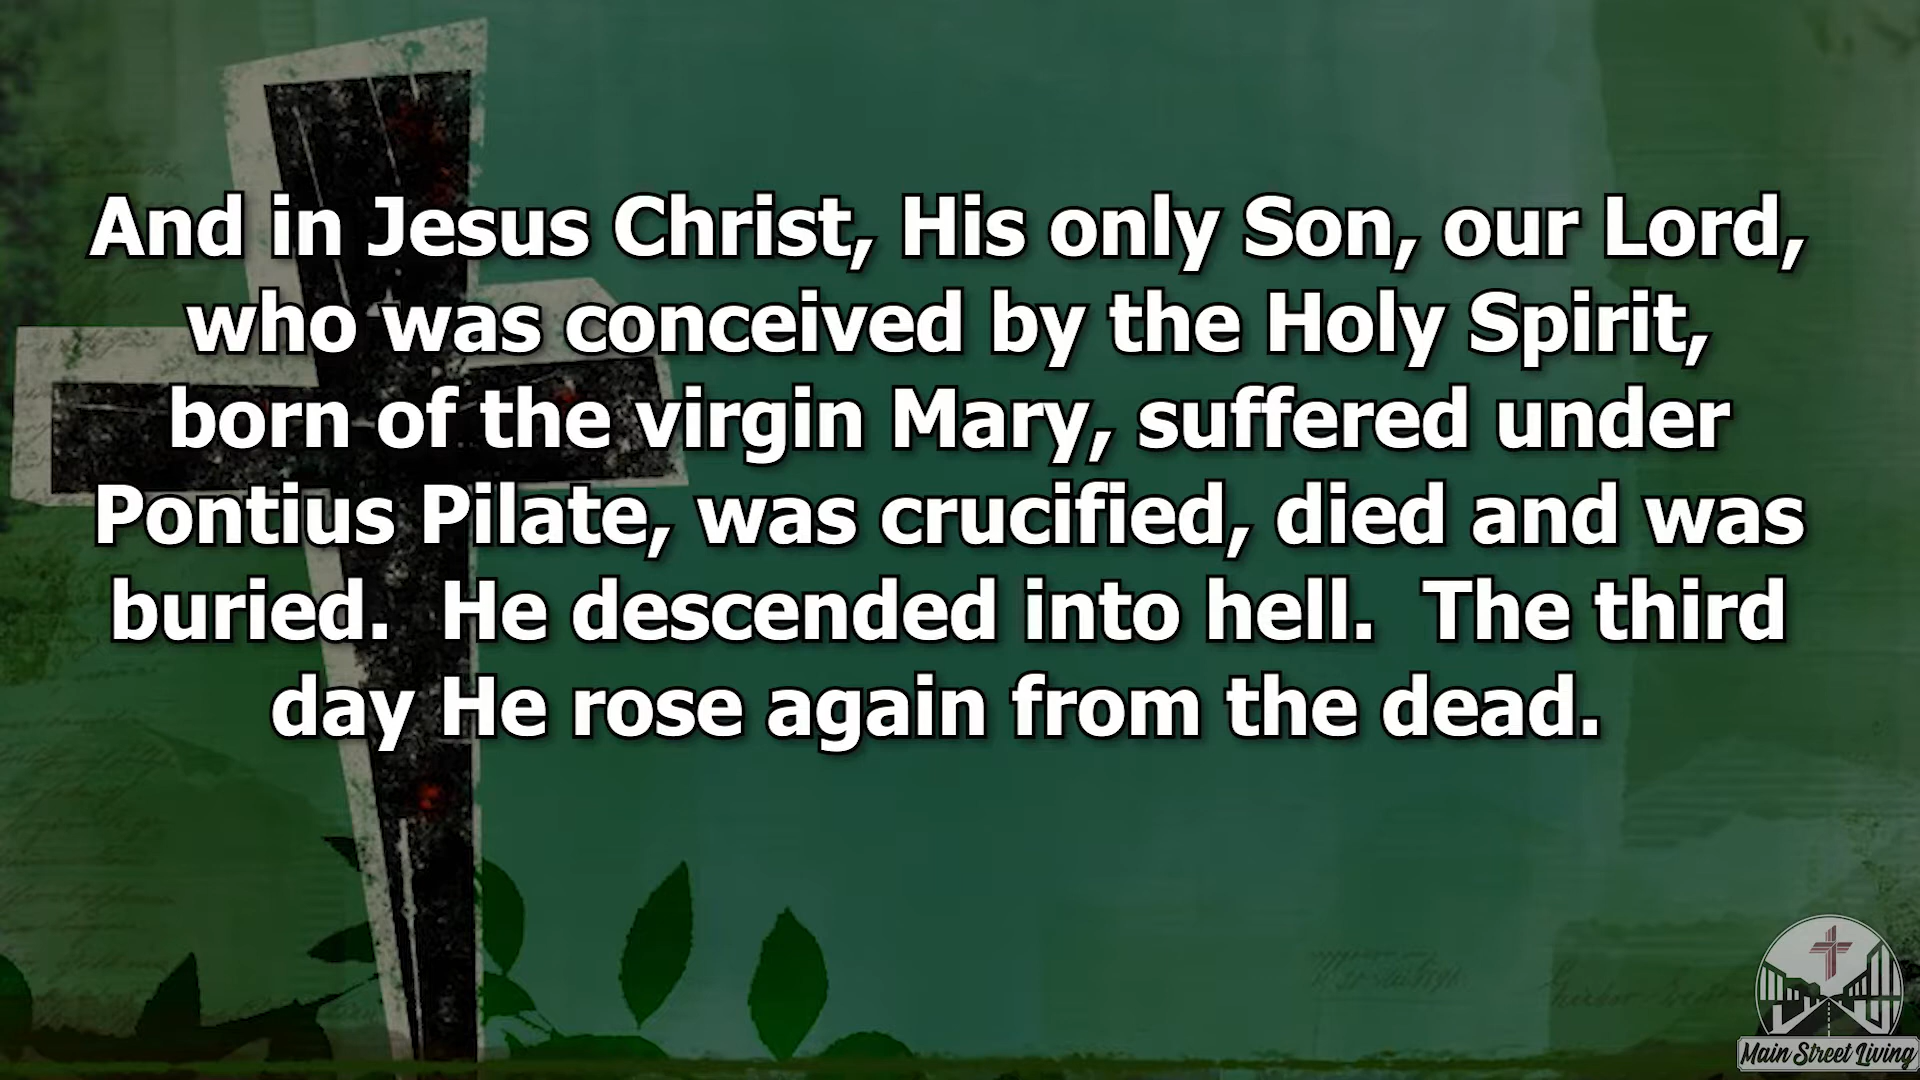 And in Jesus Christ, His only Son, our Lord,
who was conceived by the Holy Spirit,
born of the virgin Mary, suffered under
Pontius Pilate, was crucified, died and was
buried.  He descended into hell.  The third
day He rose again from the dead.
Main Street Living